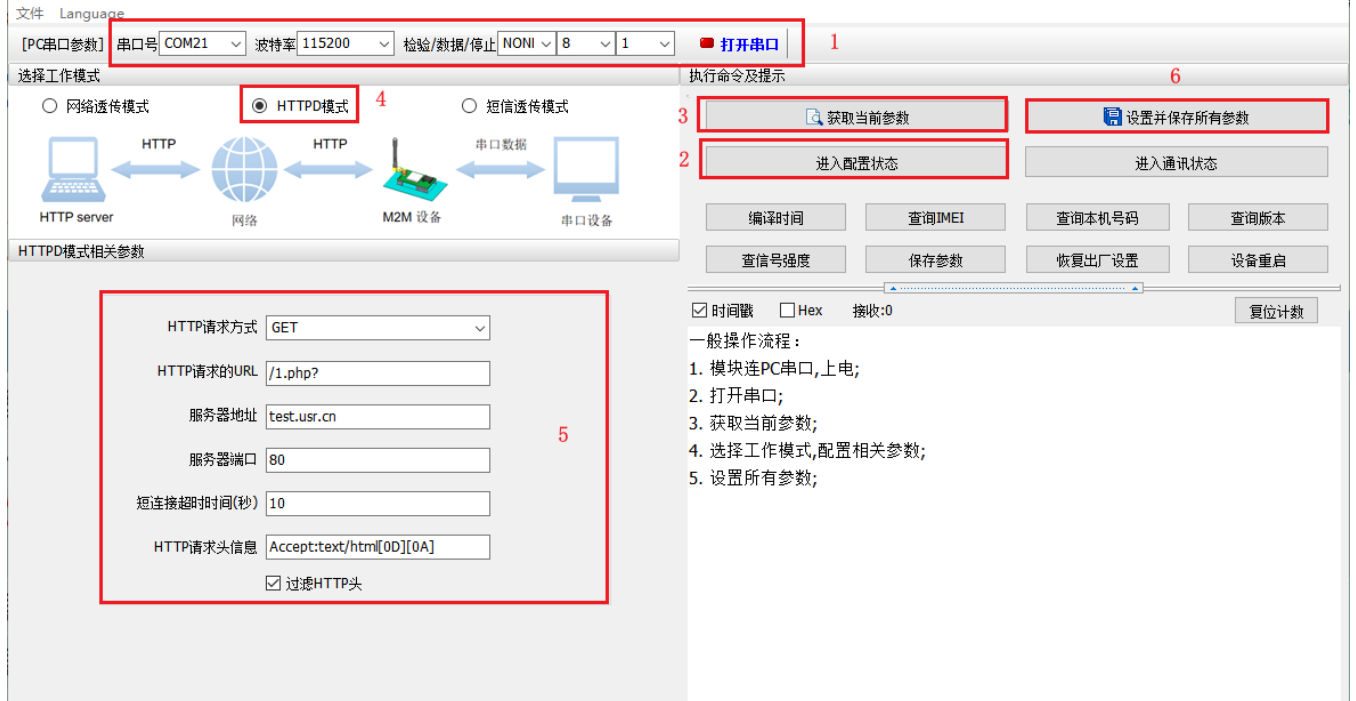 文件 Language
[PC串口参数] 串口号 COM21 波特率 115200 检验/数据/停止 NONI 8 1 打开串口 1
选择工作模式
网络透传模式 HTTPD模式 4 短信透传模式
HTTP HTTP 串口数据
HTTP server 网络 M2M 设备 串口设备
HTTPD模式相关参数
HTTP请求方式 GET
HTTP请求的URL /1.php?
服务器地址 test.usr.cn
服务器端口 80
短连接超时时间(秒) 10
HTTP请求头信息 Accept:text/html[0D][0A]
过滤HTTP头
5
执行命令及提示 6
3 获取当前参数 设置并保存所有参数
2 进入配置状态 进入通讯状态
编译时间 查询IMEI 查询本机号码 查询版本
查信号强度 保存参数 恢复出厂设置 设备重启
时间戳 Hex 接收:0 复位计数
一般操作流程：
1. 模块连PC串口,上电;
2. 打开串口;
3. 获取当前参数;
4. 选择工作模式,配置相关参数;
5. 设置所有参数;